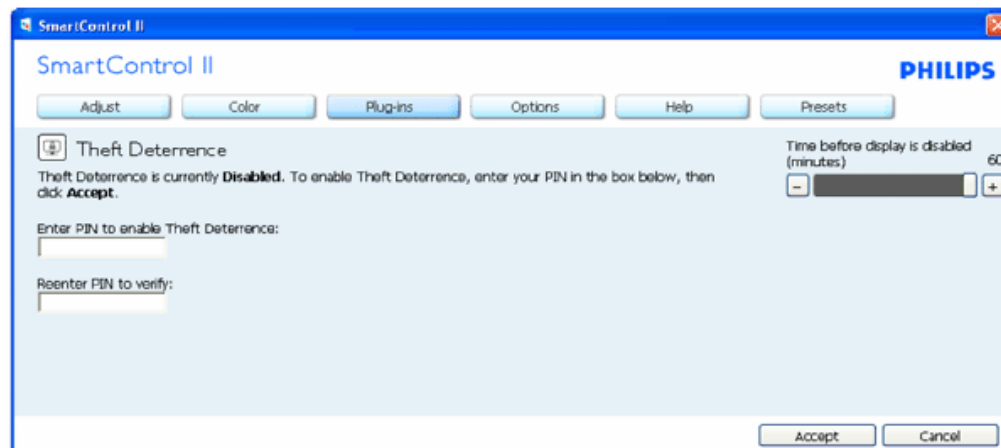 SmartControl II
SmartControl II
PHILIPS
Adjust Color Plug-ins Options Help Presets
Theft Deterrence
Theft Deterrence is currently Disabled. To enable Theft Deterrence, enter your PIN in the box below, then
click Accept.
Time before display is disabled
(minutes) 60
- +
Enter PIN to enable Theft Deterrence:
Reenter PIN to verify:
Accept Cancel